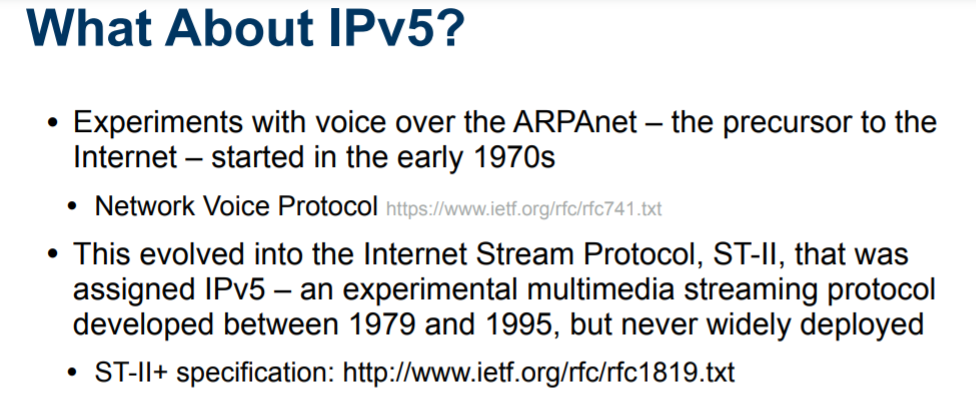 What About IPv5?
• Experiments with voice over the ARPAnet – the precursor to the
Internet – started in the early 1970s
• Network Voice Protocol https://www.ietf.org/rfc/rfc741.txt
• This evolved into the Internet Stream Protocol, ST-II, that was
assigned IPv5 – an experimental multimedia streaming protocol
developed between 1979 and 1995, but never widely deployed
• ST-II+ specification: http://www.ietf.org/rfc/rfc1819.txt